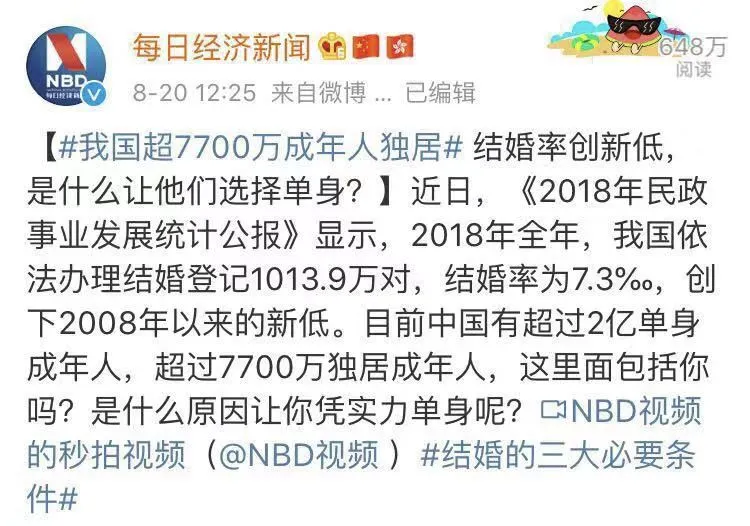 每日经济新闻
648万
阅读
NBD
每日经济新闻
8-20 12:25 来自微博 ... 已编辑
【#我国超7700万成年人独居# 结婚率创新低，
是什么让他们选择单身？】近日，《2018年民政
事业发展统计公报》显示，2018年全年，我国依
法办理结婚登记1013.9万对，结婚率为7.3‰，创
下2008年以来的新低。目前中国有超过2亿单身
成年人，超过7700万独居成年人，这里面包括你
吗？是什么原因让你凭实力单身呢？NBD视频
的秒拍视频（@NBD视频 ）#结婚的三大必要条
件#